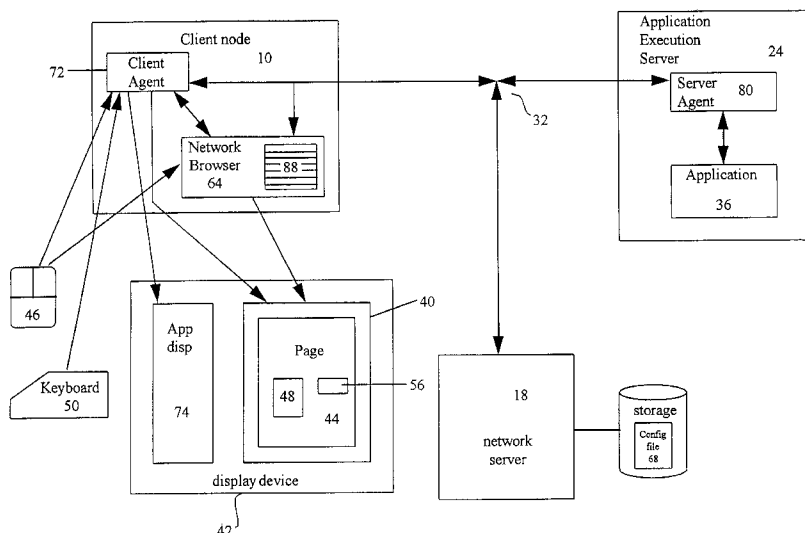 Client node
10
72
Client
Agent
Network
Browser
64
88
Application
Execution
Server
24
Server
Agent
80
Application
36
32
46
Keyboard
50
App
disp
74
Page
48
44
40
56
display device
42
18
network
server
storage
Config
file
68